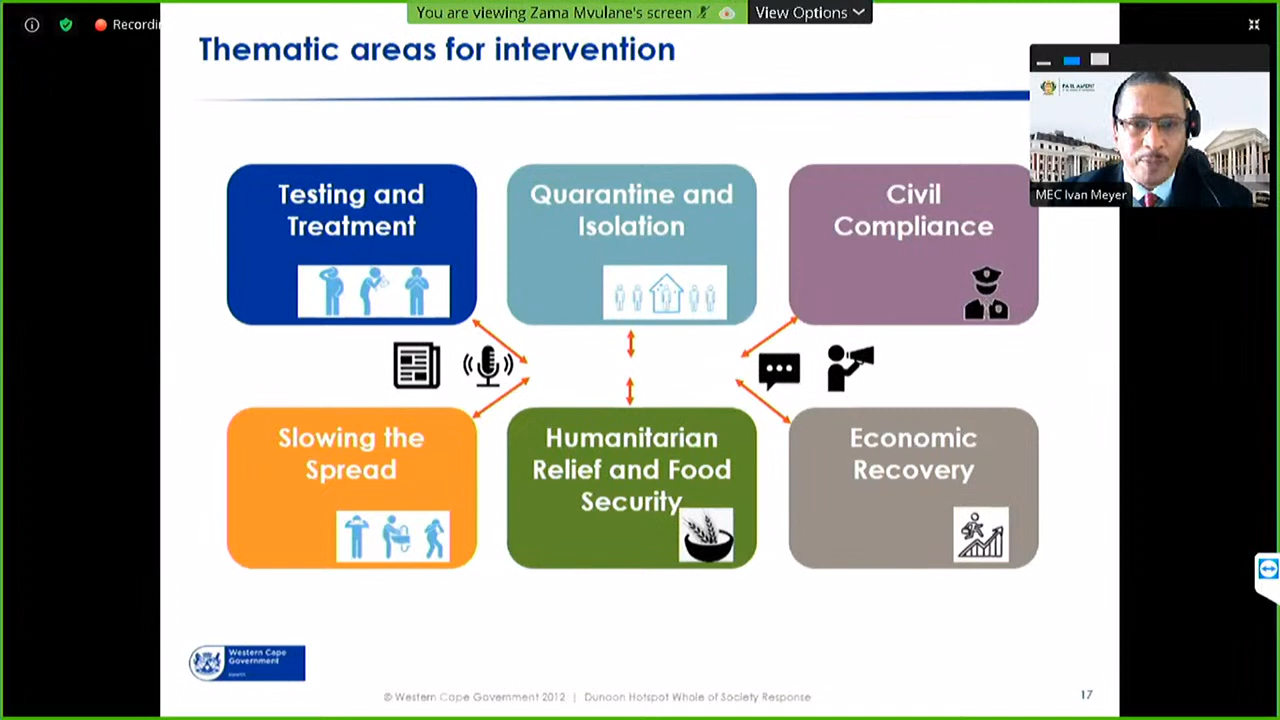 You are viewing Zama Mvulane's screen
View Options
Recordin
Thematic areas for intervention
PARLIAMENT
MEC Ivan Meyer
Testing and
Treatment
Quarantine and
Isolation
Civil
Compliance
Slowing the
Spread
Humanitarian
Relief and Food
Security
Economic
Recovery
Western Cape
Government
© Western Cape Government 2012 | Dunoon Hotspot Whole of Society Response
17